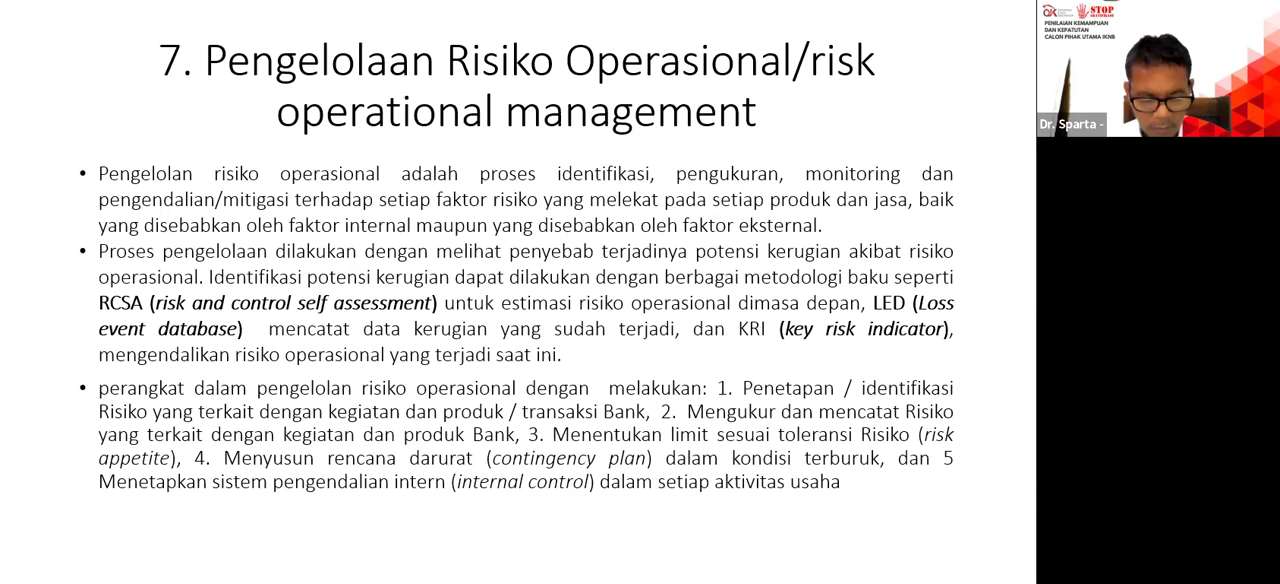 7. Pengelolaan Risiko Operasional/risk
operational management
• Pengelolan risiko operasional adalah proses identifikasi, pengukuran, monitoring dan
pengendalian/mitigasi terhadap setiap faktor risiko yang melekat pada setiap produk dan jasa, baik
yang disebabkan oleh faktor internal maupun yang disebabkan oleh faktor eksternal.
• Proses pengelolaan dilakukan dengan melihat penyebab terjadinya potensi kerugian akibat risiko
operasional. Identifikasi potensi kerugian dapat dilakukan dengan berbagai metodologi baku seperti
RCSA (risk and control self assessment) untuk estimasi risiko operasional dimasa depan, LED (Loss
event database) mencatat data kerugian yang sudah terjadi, dan KRI (key risk indicator),
mengendalikan risiko operasional yang terjadi saat ini.
• perangkat dalam pengelolan risiko operasional dengan melakukan: 1. Penetapan / identifikasi
Risiko yang terkait dengan kegiatan dan produk / transaksi Bank, 2. Mengukur dan mencatat Risiko
yang terkait dengan kegiatan dan produk Bank, 3. Menentukan limit sesuai toleransi Risiko (risk
appetite), 4. Menyusun rencana darurat (contingency plan) dalam kondisi terburuk, dan 5
Menetapkan sistem pengendalian intern (internal control) dalam setiap aktivitas usaha
STOP
PENILAIAN KEMAMPUAN
DAN KEPATUTAN
CALON PIHAK UTAMA IKNB
Dr. Sparta -